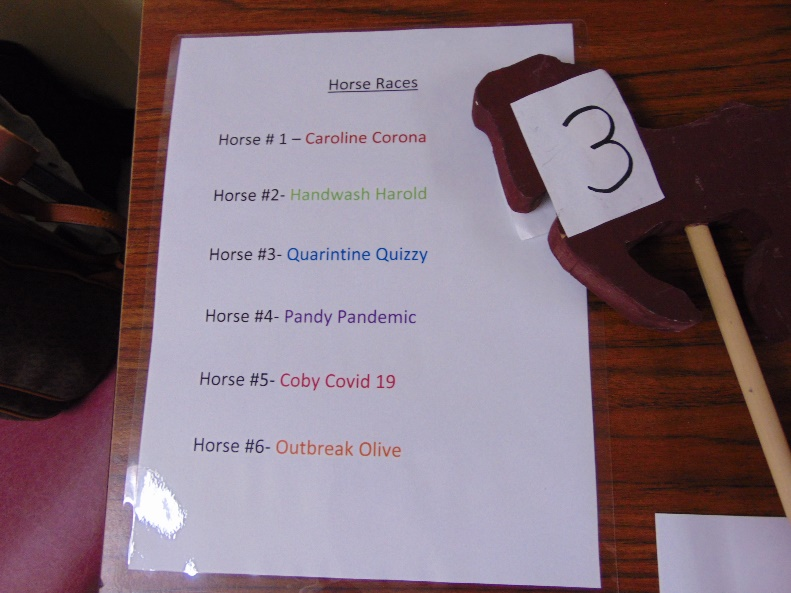 Horse Races
Horse # 1 – Caroline Corona
Horse #2- Handwash Harold
Horse #3- Quarintine Quizzy
Horse #4- Pandy Pandemic
Horse #5- Coby Covid 19
Horse #6- Outbreak Olive
3